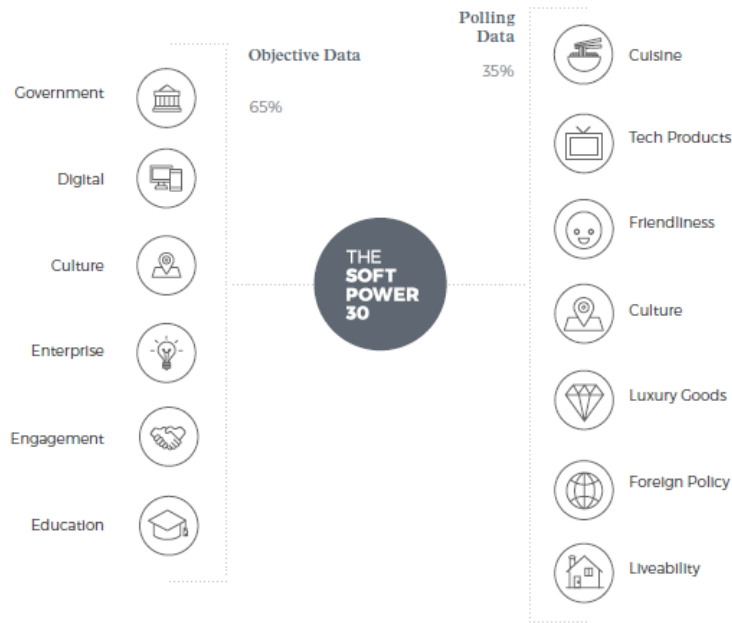 Objective Data
65%
Government
Digital
Culture
Enterprise
Engagement
Education
THE
SOFT
POWER
30
Polling
Data
35%
Cuisine
Tech Products
Friendliness
Culture
Luxury Goods
Foreign Policy
Liveability